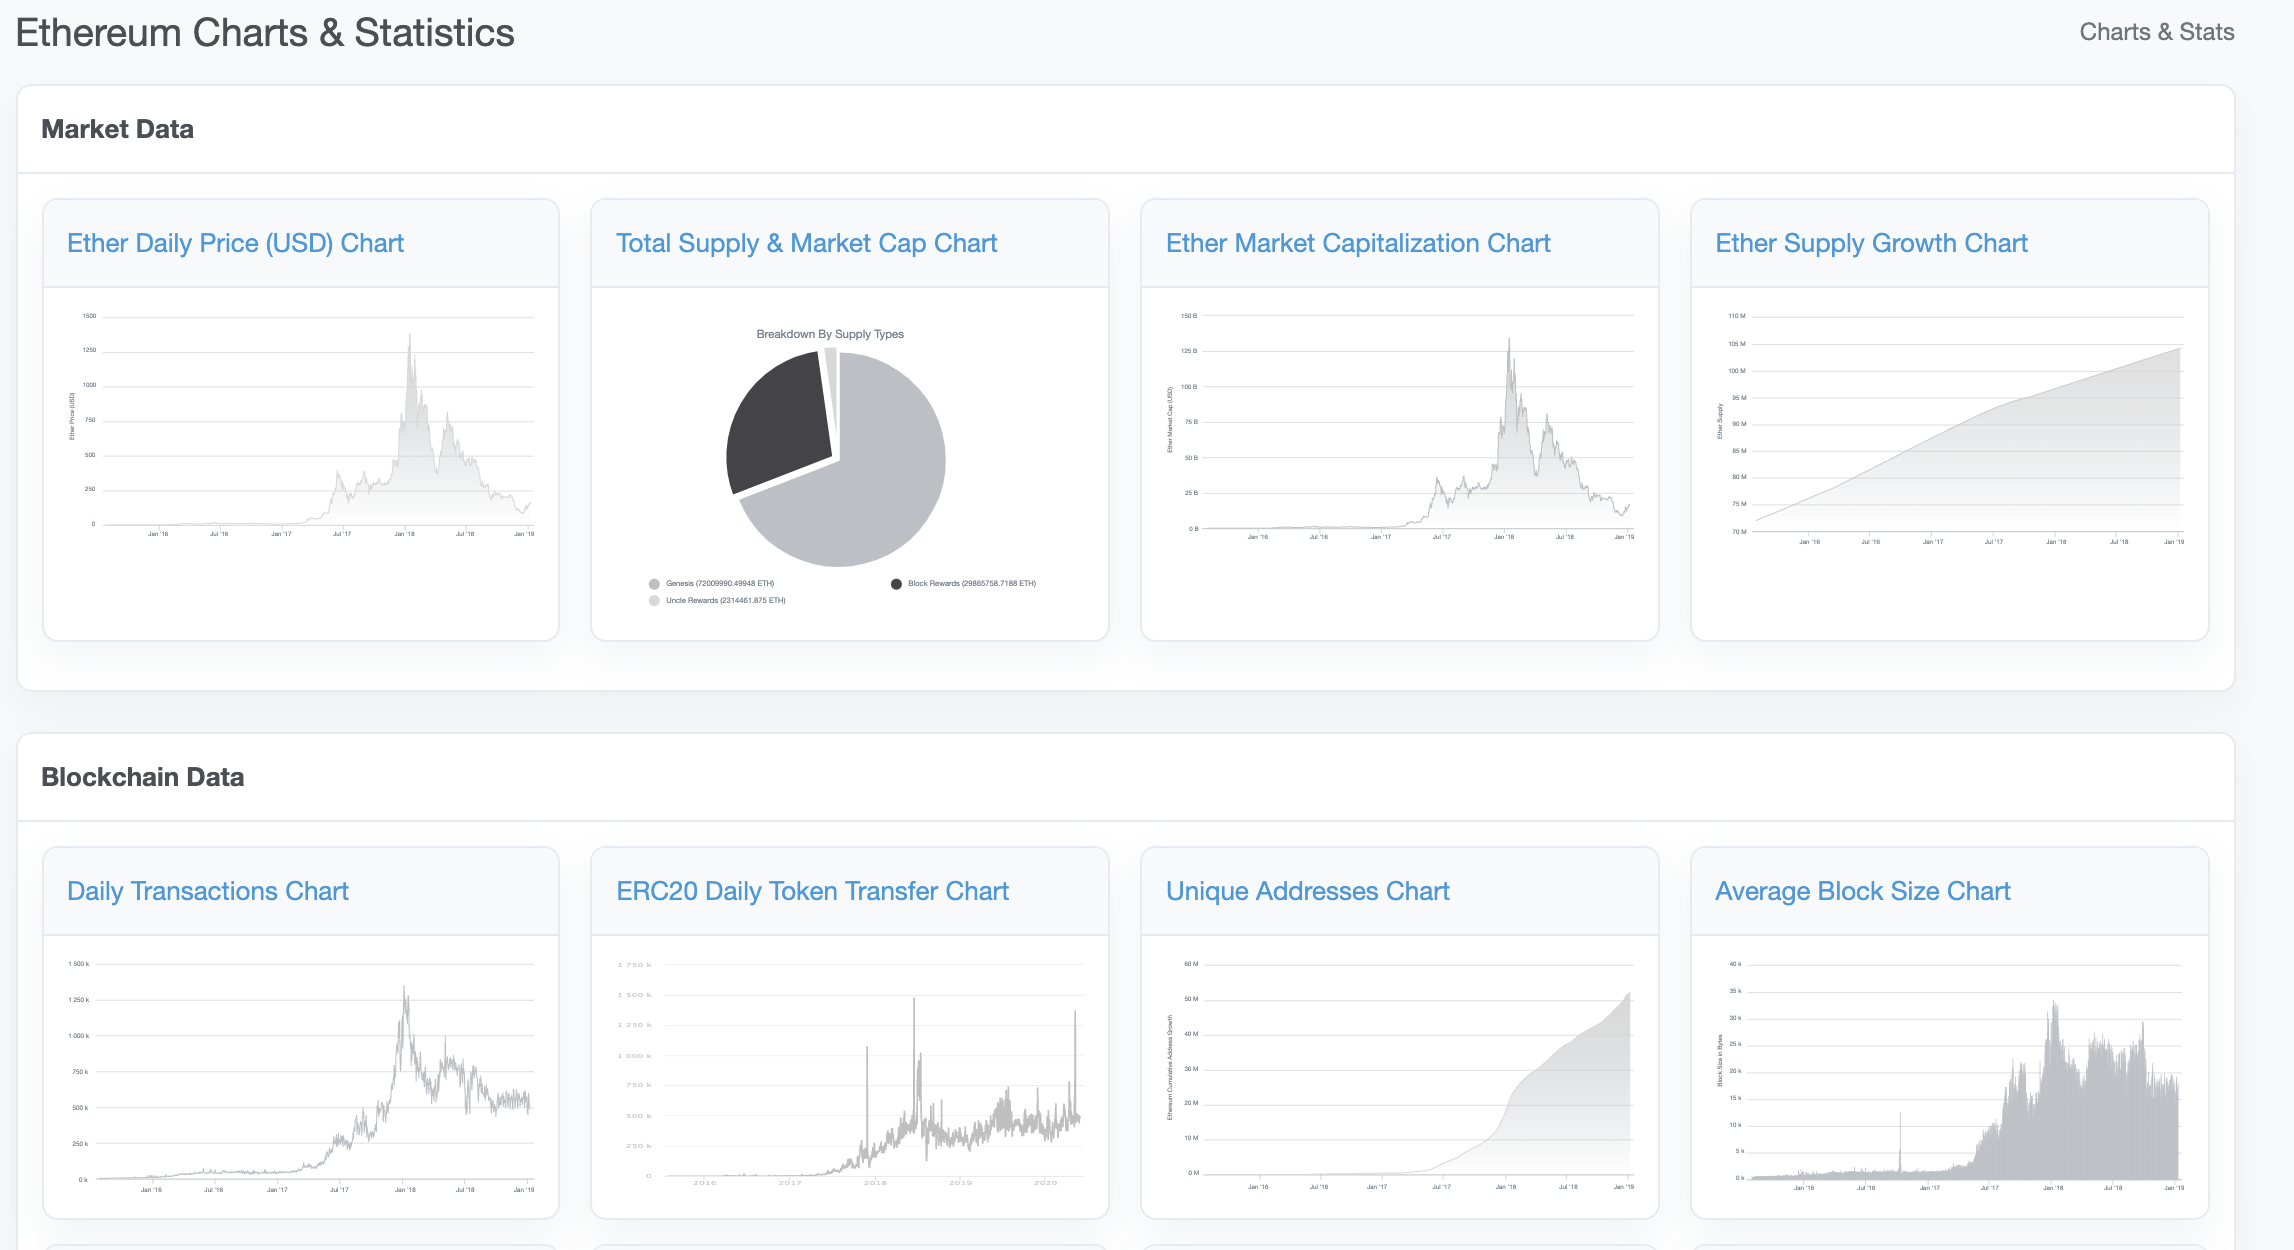 Ethereum Charts & Statistics
Charts & Stats
Market Data
Ether Daily Price (USD) Chart
1500
1250
1000
750
500
250
0
Ether Price (USD)
Jan '16 Jul '16 Jan '17 Jul '17 Jan '18 Jul '18 Jan '19
Total Supply & Market Cap Chart
Breakdown By Supply Types
Genesis (72009990.49948 ETH)
Block Rewards (29865758.7188 ETH)
Uncle Rewards (2314461.875 ETH)
Ether Market Capitalization Chart
150 B
125 B
100 B
75 B
50 B
25 B
0 B
Ether Market Cap (USD)
Jan '16 Jul '16 Jan '17 Jul '17 Jan '18 Jul '18 Jan '19
Ether Supply Growth Chart
110 M
105 M
100 M
95 M
90 M
85 M
80 M
75 M
70 M
Ether Supply
Jan '16 Jul '16 Jan '17 Jul '17 Jan '18 Jul '18 Jan '19
Blockchain Data
Daily Transactions Chart
1 500 k
1 250 k
1 000 k
750 k
500 k
250 k
0 k
Jan '16 Jul '16 Jan '17 Jul '17 Jan '18 Jul '18 Jan '19
ERC20 Daily Token Transfer Chart
1 750 k
1 500 k
1 250 k
1 000 k
750 k
500 k
250 k
0
2016 2017 2018 2019 2020
Unique Addresses Chart
60 M
50 M
40 M
30 M
20 M
10 M
0 M
Ethereum Cumulative Address Growth
Jan '16 Jul '16 Jan '17 Jul '17 Jan '18 Jul '18 Jan '19
Average Block Size Chart
40 k
35 k
30 k
25 k
20 k
15 k
10 k
5 k
0 k
Block Size in Bytes
Jan '16 Jul '16 Jan '17 Jul '17 Jan '18 Jul '18 Jan '19